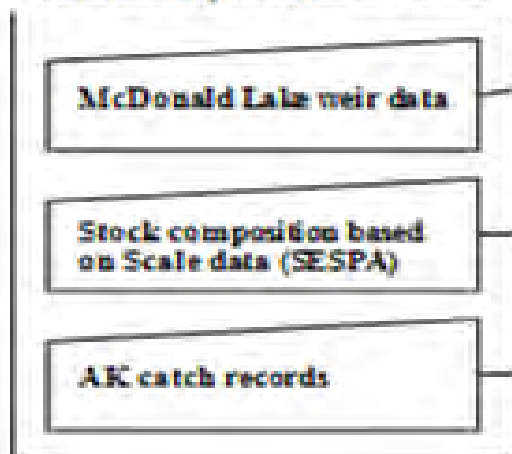 McDonald Lake weir data
Stock composition based
on Scale data (SESPA)
AK catch records